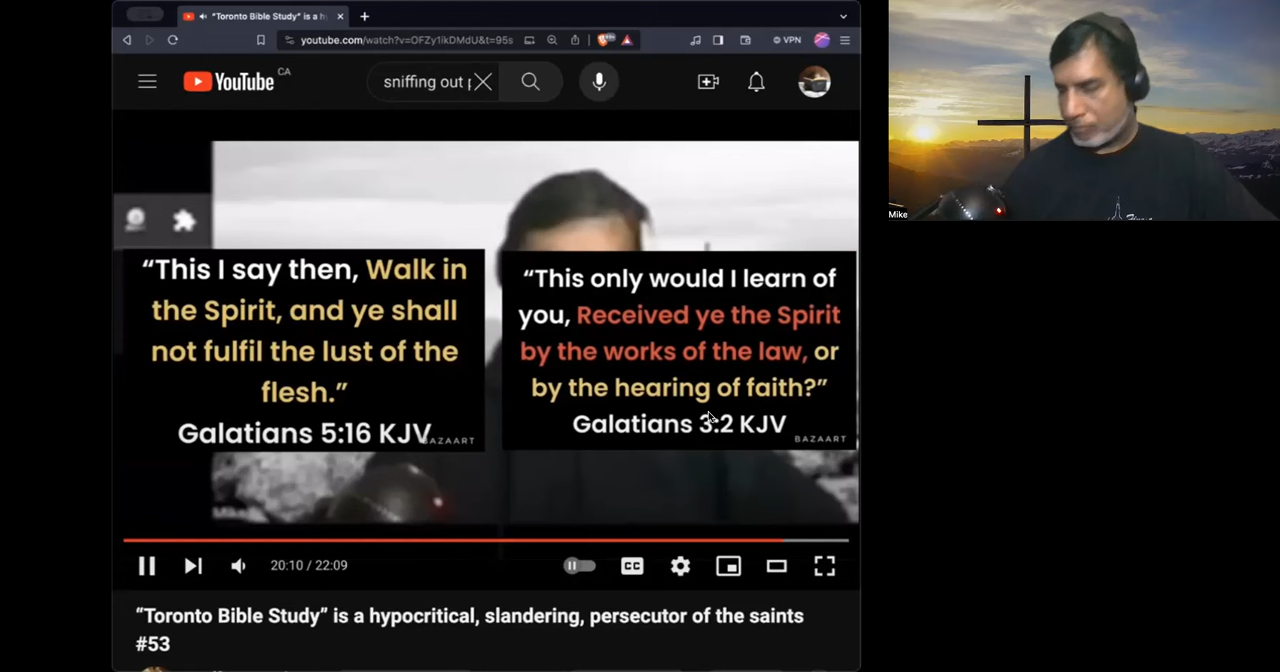 "Toronto Bible Study" is a h
youtube.com/watch?v=OFZy1ikDMdU&t=95s
VPN
YouTube CA
sniffing out
"This I say then, Walk in
the Spirit, and ye shall
not fulfil the lust of the
flesh."
Galatians 5:16 KJV
BAZAART
"This only would I learn of
you, Received ye the Spirit
by the works of the law, or
by the hearing of faith?"
Galatians 3:2 KJV
BAZAART
Mike
20:10 / 22:09
CC
"Toronto Bible Study" is a hypocritical, slandering, persecutor of the saints
#53
Mike